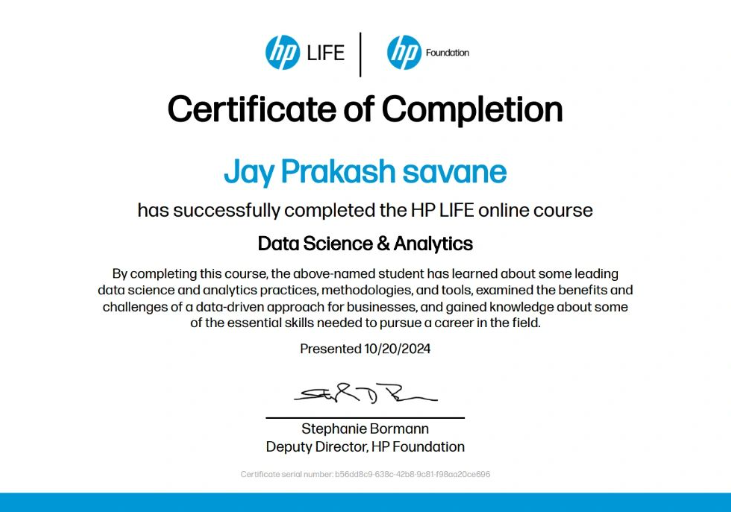 hp LIFE hp Foundation
Certificate of Completion
Jay Prakash savane
has successfully completed the HP LIFE online course
Data Science & Analytics
By completing this course, the above-named student has learned about some leading
data science and analytics practices, methodologies, and tools, examined the benefits and
challenges of a data-driven approach for businesses, and gained knowledge about some
of the essential skills needed to pursue a career in the field.
Presented 10/20/2024
Stephanie Bormann
Deputy Director, HP Foundation
Certificate serial number: b56dd8c9-638c-42b8-9c81-f98aa20ce696